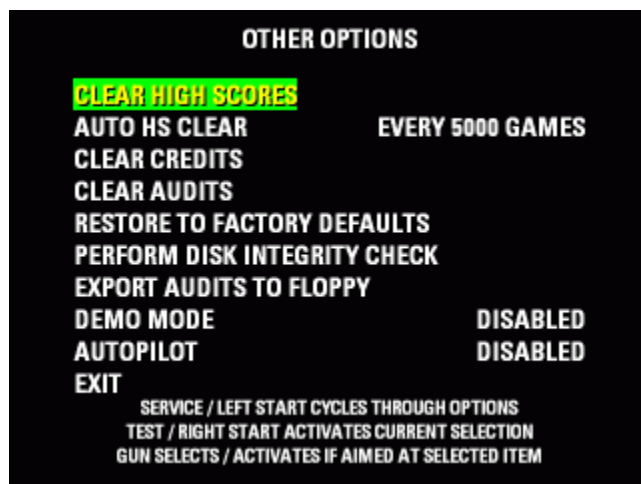 OTHER OPTIONS
CLEAR HIGH SCORES
AUTO HS CLEAR EVERY 5000 GAMES
CLEAR CREDITS
CLEAR AUDITS
RESTORE TO FACTORY DEFAULTS
PERFORM DISK INTEGRITY CHECK
EXPORT AUDITS TO FLOPPY
DEMO MODE DISABLED
AUTOPILOT DISABLED
EXIT
SERVICE / LEFT START CYCLES THROUGH OPTIONS
TEST / RIGHT START ACTIVATES CURRENT SELECTION
GUN SELECTS / ACTIVATES IF AIMED AT SELECTED ITEM